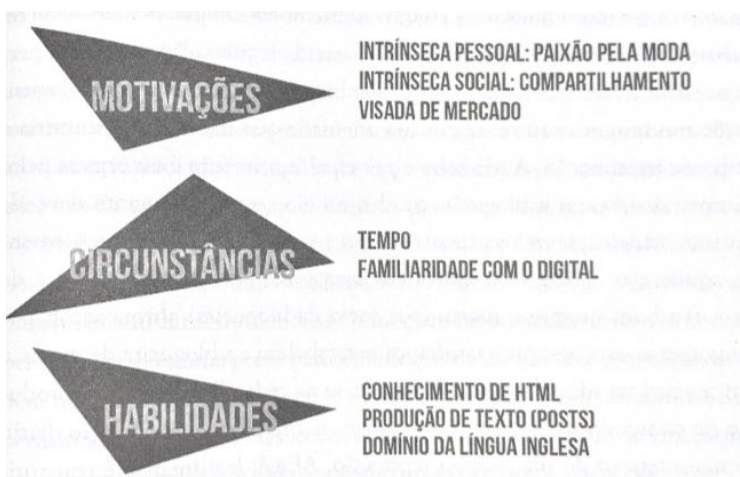 MOTIVAÇÕES
INTRÍNSECA PESSOAL: PAIXÃO PELA MODA
INTRÍNSECA SOCIAL: COMPARTILHAMENTO
VISADA DE MERCADO
CIRCUNSTÂNCIAS
TEMPO
FAMILIARIDADE COM O DIGITAL
HABILIDADES
CONHECIMENTO DE HTML
PRODUÇÃO DE TEXTO (POSTS)
DOMÍNIO DA LÍNGUA INGLESA